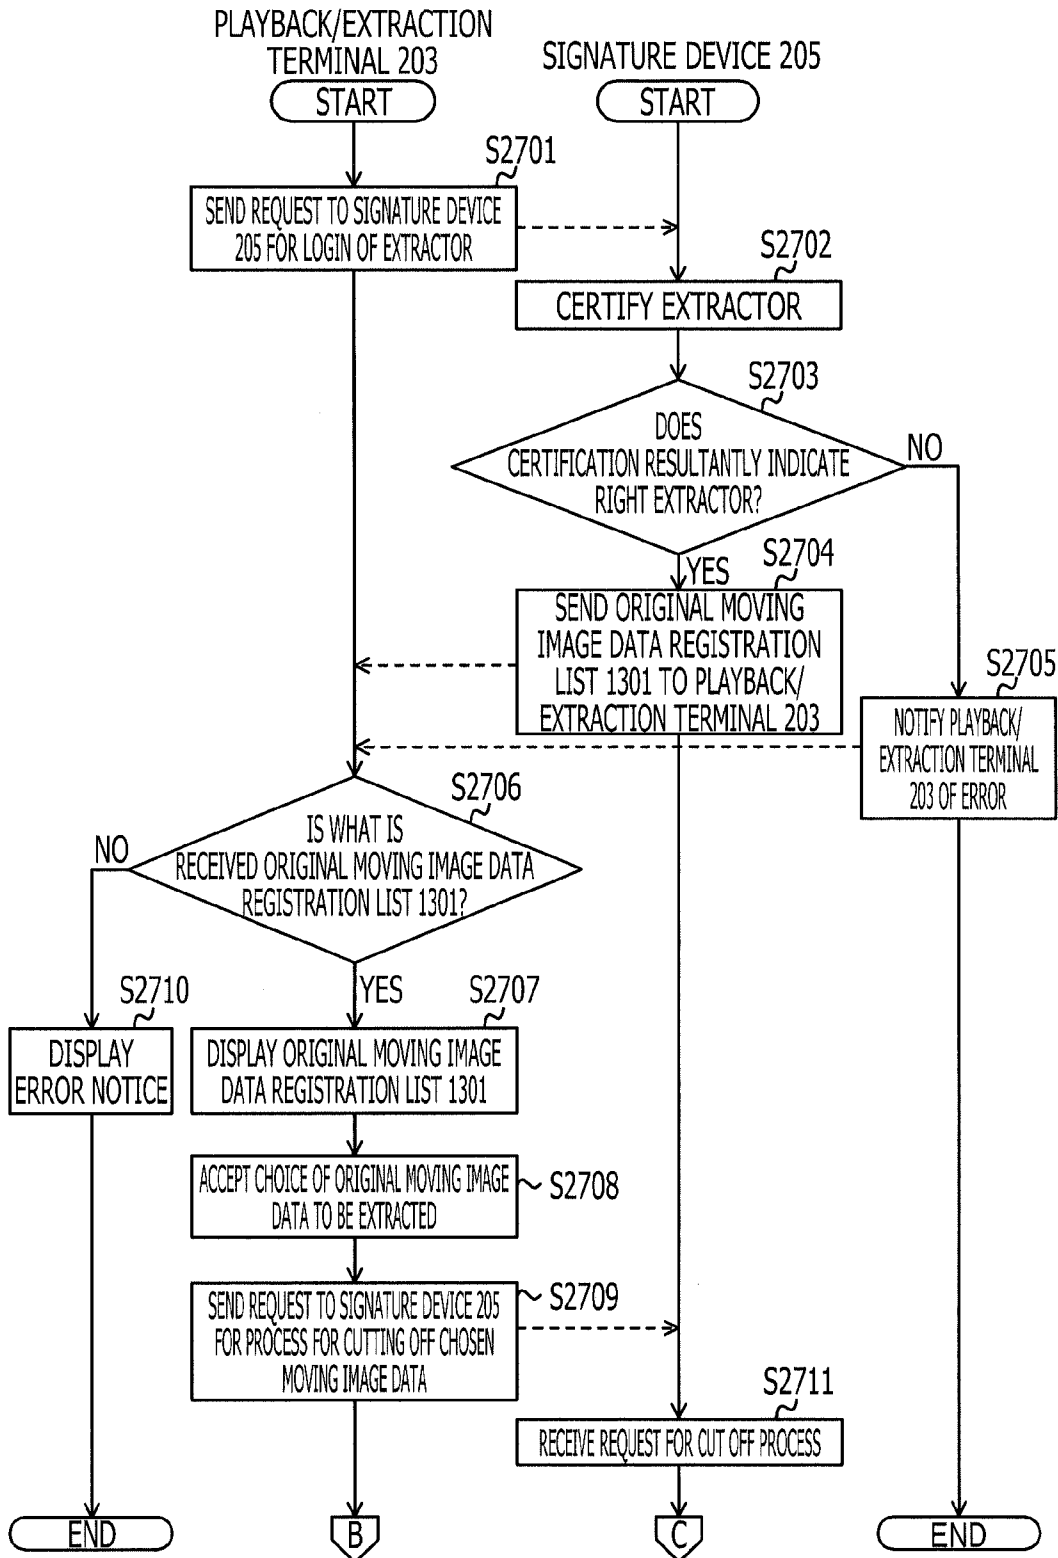 PLAYBACK/EXTRACTION
TERMINAL 203
SIGNATURE DEVICE 205
START
START
S2701
SEND REQUEST TO SIGNATURE DEVICE
205 FOR LOGIN OF EXTRACTOR
S2702
CERTIFY EXTRACTOR
S2703
DOES
CERTIFICATION RESULTANTLY INDICATE
RIGHT EXTRACTOR?
NO
YES
S2704
SEND ORIGINAL MOVING
IMAGE DATA REGISTRATION
LIST 1301 TO PLAYBACK/
EXTRACTION TERMINAL 203
S2705
NOTIFY PLAYBACK/
EXTRACTION TERMINAL
203 OF ERROR
S2706
IS WHAT IS
RECEIVED ORIGINAL MOVING IMAGE DATA
REGISTRATION LIST 1301?
NO
YES
S2710
DISPLAY
ERROR NOTICE
S2707
DISPLAY ORIGINAL MOVING IMAGE
DATA REGISTRATION LIST 1301
ACCEPT CHOICE OF ORIGINAL MOVING IMAGE
DATA TO BE EXTRACTED
S2708
SEND REQUEST TO SIGNATURE DEVICE 205
FOR PROCESS FOR CUTTING OFF CHOSEN
MOVING IMAGE DATA
S2709
S2711
RECEIVE REQUEST FOR CUT OFF PROCESS
END
B
C
END